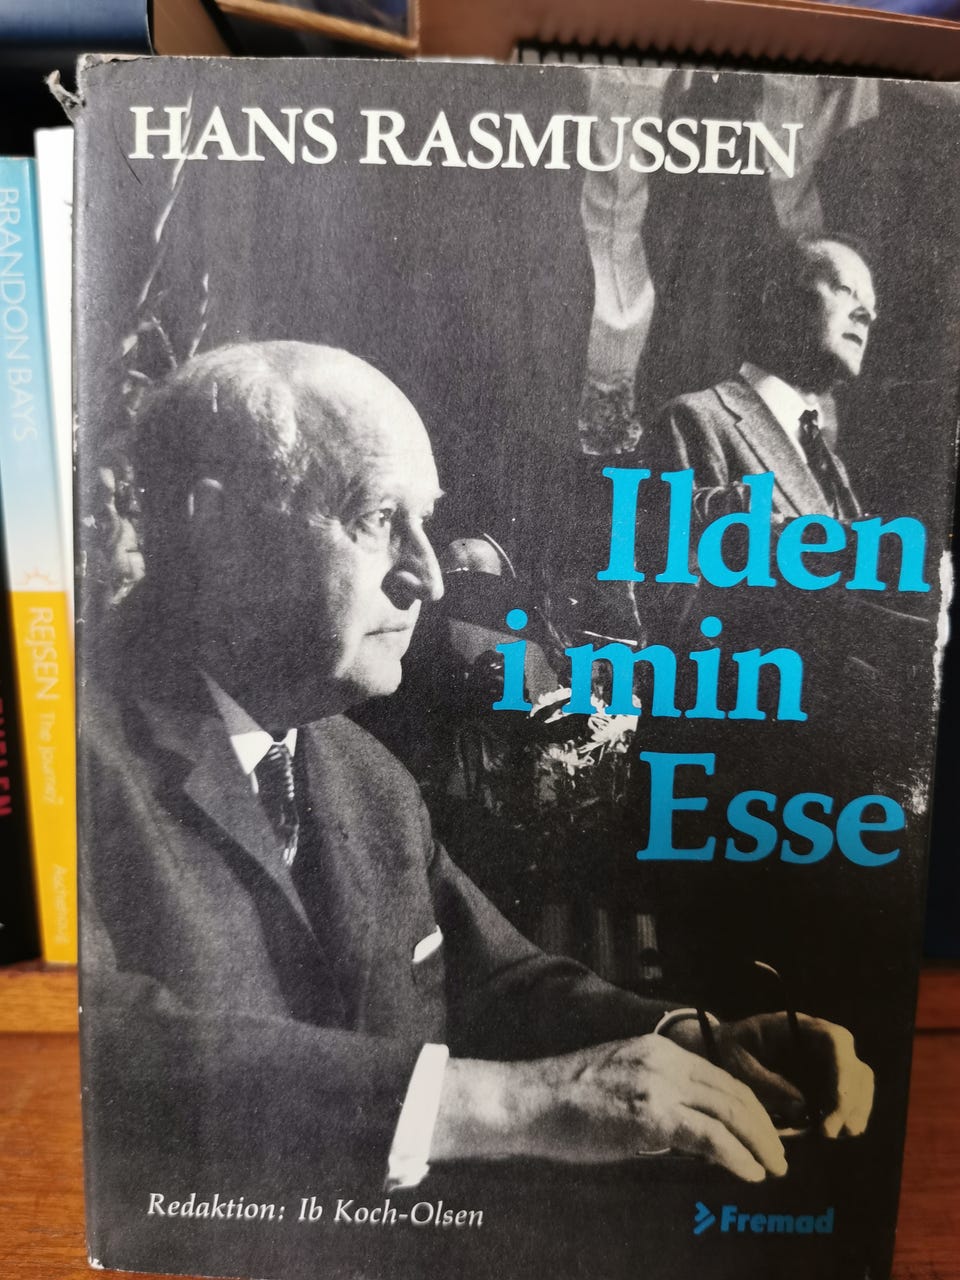 HANS RASMUSSEN
Ilden
i min
Esse
Redaktion: Ib Koch-Olsen
Fremad
BRANDON BAYS
REJSEN The Journey